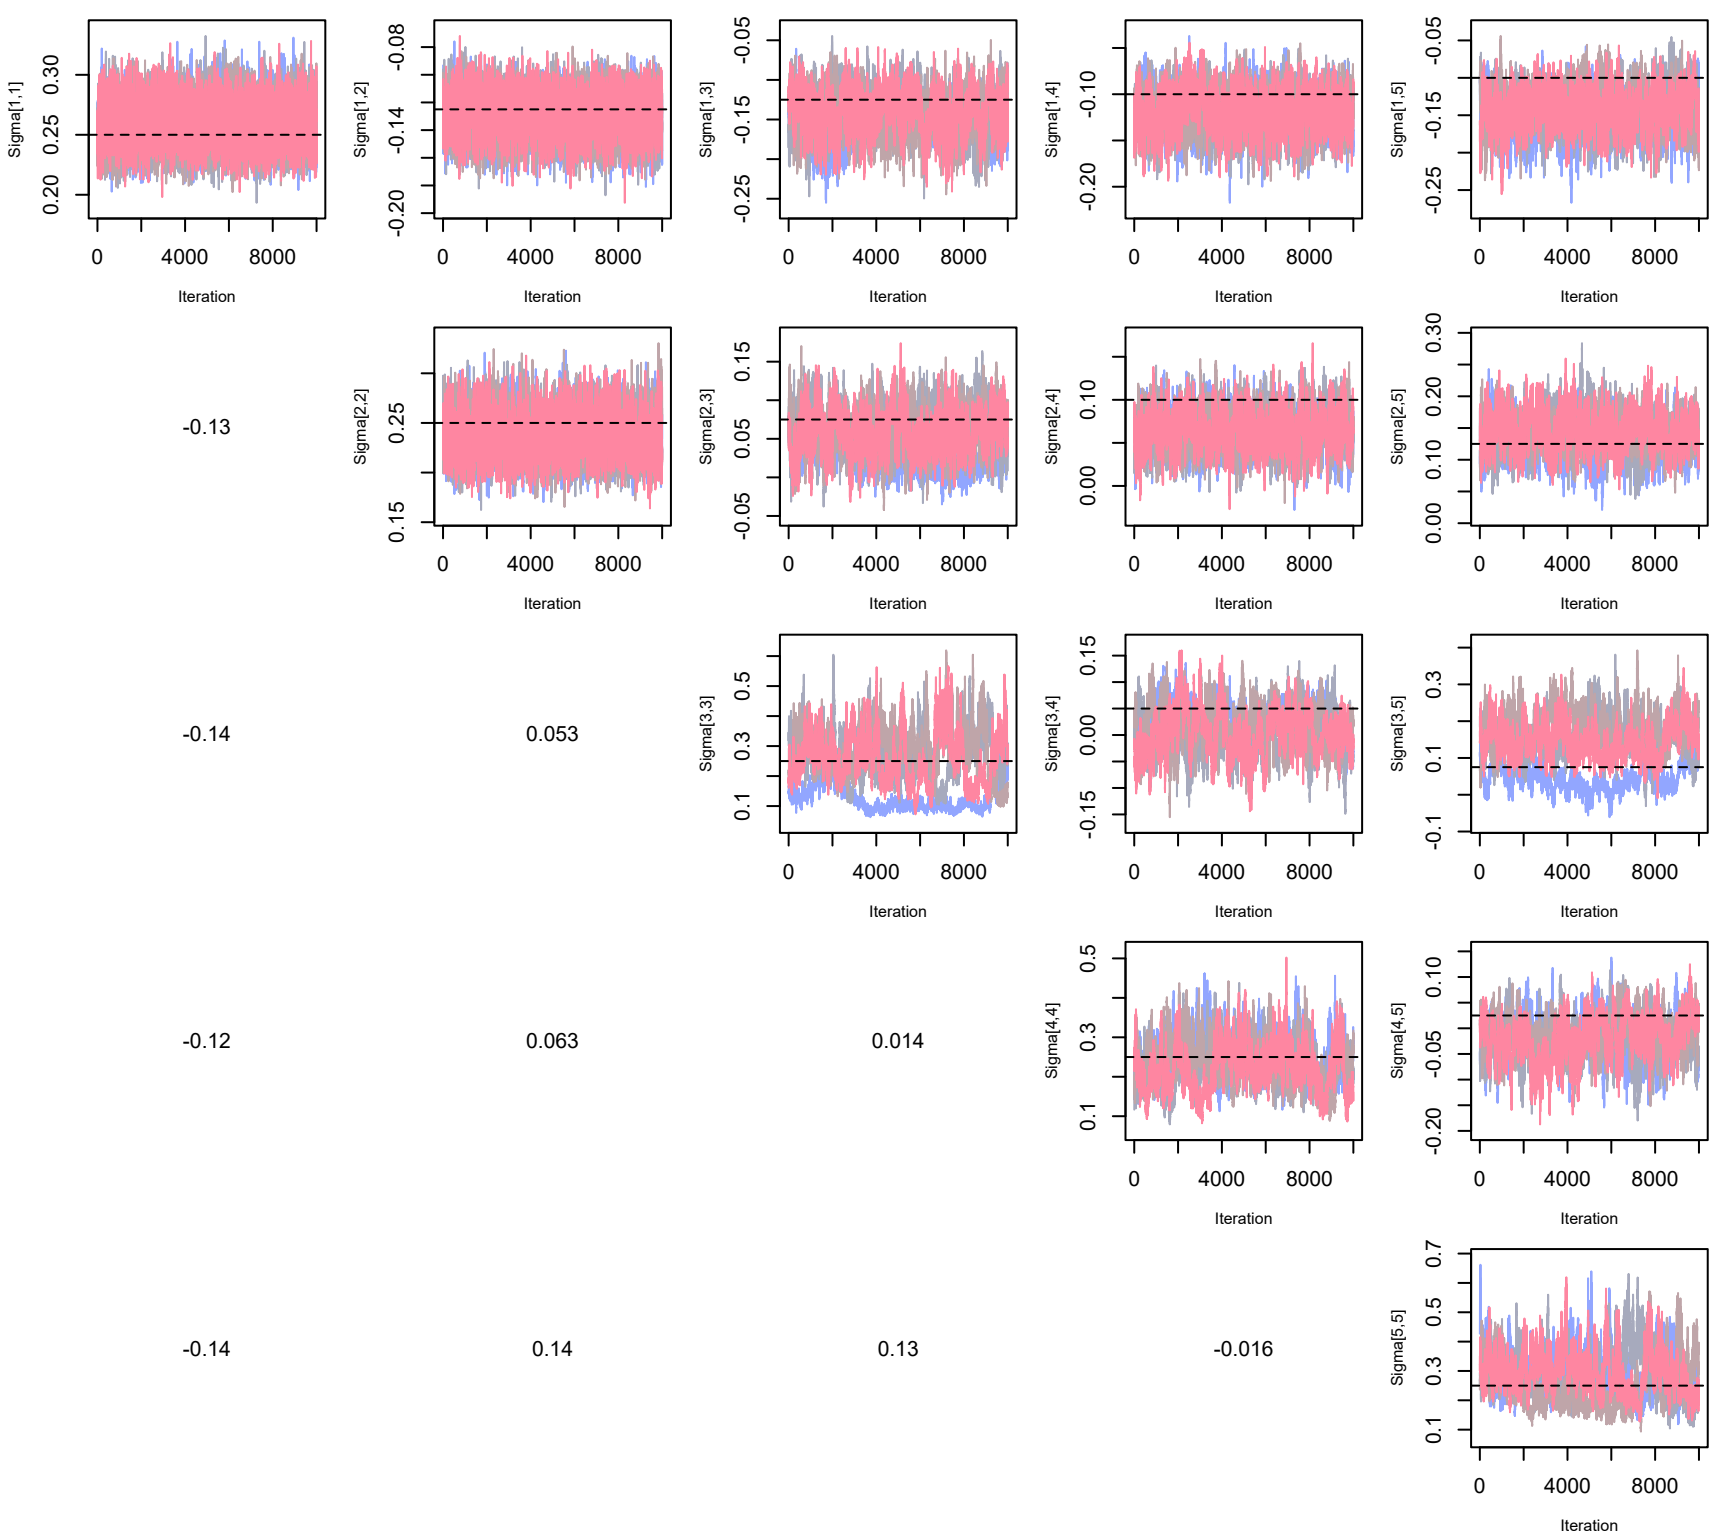 Sigma[1,1]
0.30
0.25
0.20
0 4000 8000
Iteration
Sigma[1,2]
-0.08
-0.14
-0.20
0 4000 8000
Iteration
Sigma[1,3]
-0.05
-0.15
-0.25
0 4000 8000
Iteration
Sigma[1,4]
-0.10
-0.20
0 4000 8000
Iteration
Sigma[1,5]
-0.05
-0.15
-0.25
0 4000 8000
Iteration
-0.13
Sigma[2,2]
0.25
0.15
0 4000 8000
Iteration
Sigma[2,3]
0.15
0.05
-0.05
0 4000 8000
Iteration
Sigma[2,4]
0.10
0.00
0 4000 8000
Iteration
Sigma[2,5]
0.30
0.20
0.10
0.00
0 4000 8000
Iteration
-0.14
0.053
Sigma[3,3]
0.5
0.3
0.1
0 4000 8000
Iteration
Sigma[3,4]
0.15
0.00
-0.15
0 4000 8000
Iteration
Sigma[3,5]
0.3
0.1
-0.1
0 4000 8000
Iteration
-0.12
0.063
0.014
Sigma[4,4]
0.5
0.3
0.1
0 4000 8000
Iteration
Sigma[4,5]
0.10
-0.05
-0.20
0 4000 8000
Iteration
-0.14
0.14
0.13
-0.016
Sigma[5,5]
0.7
0.5
0.3
0.1
0 4000 8000
Iteration